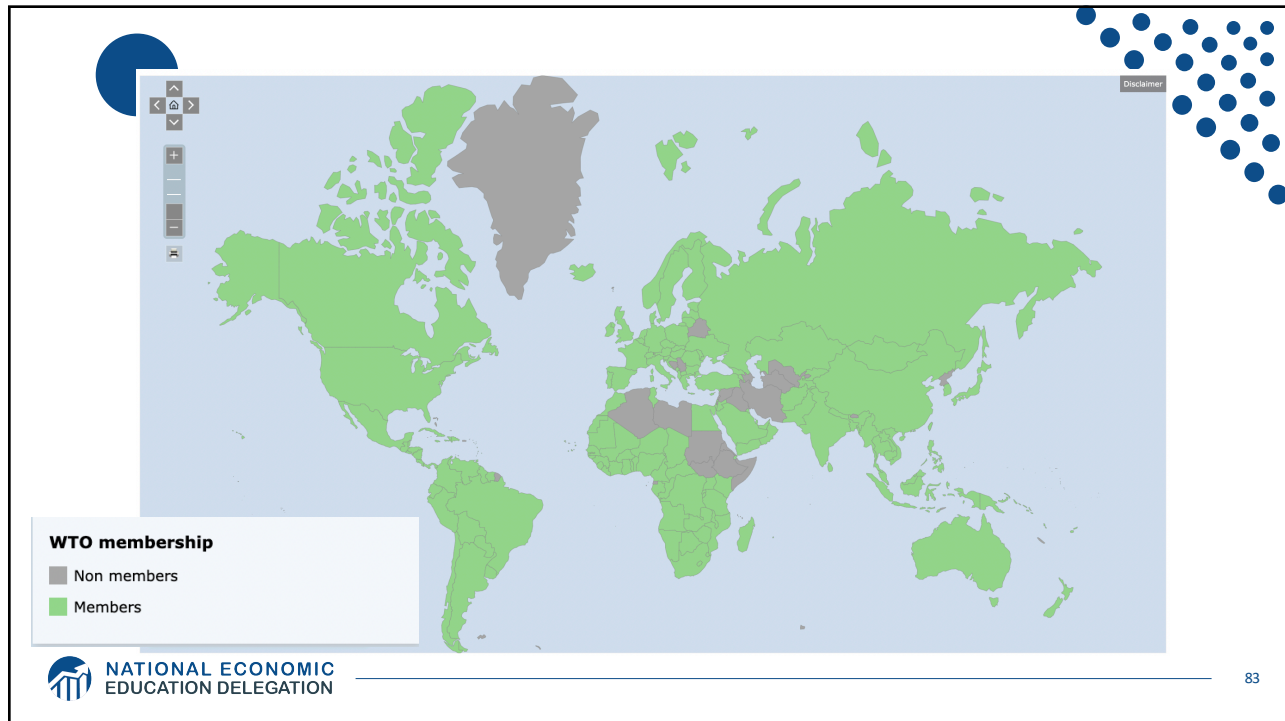 Disclaimer
WTO membership
Non members
Members
NATIONAL ECONOMIC
EDUCATION DELEGATION
83